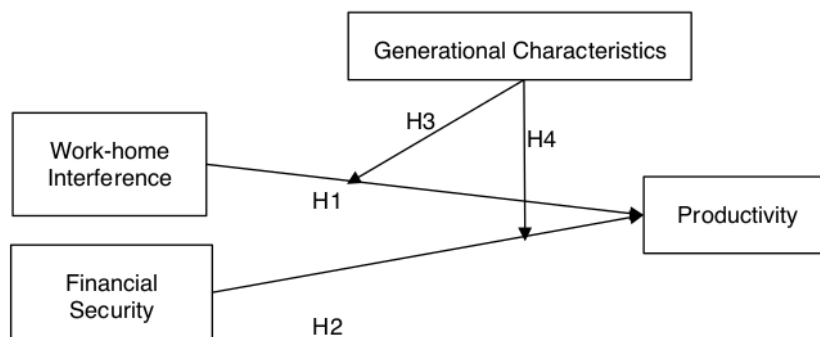 Generational Characteristics
H3
H4
Work-home
Interference
H1
Productivity
Financial
Security
H2